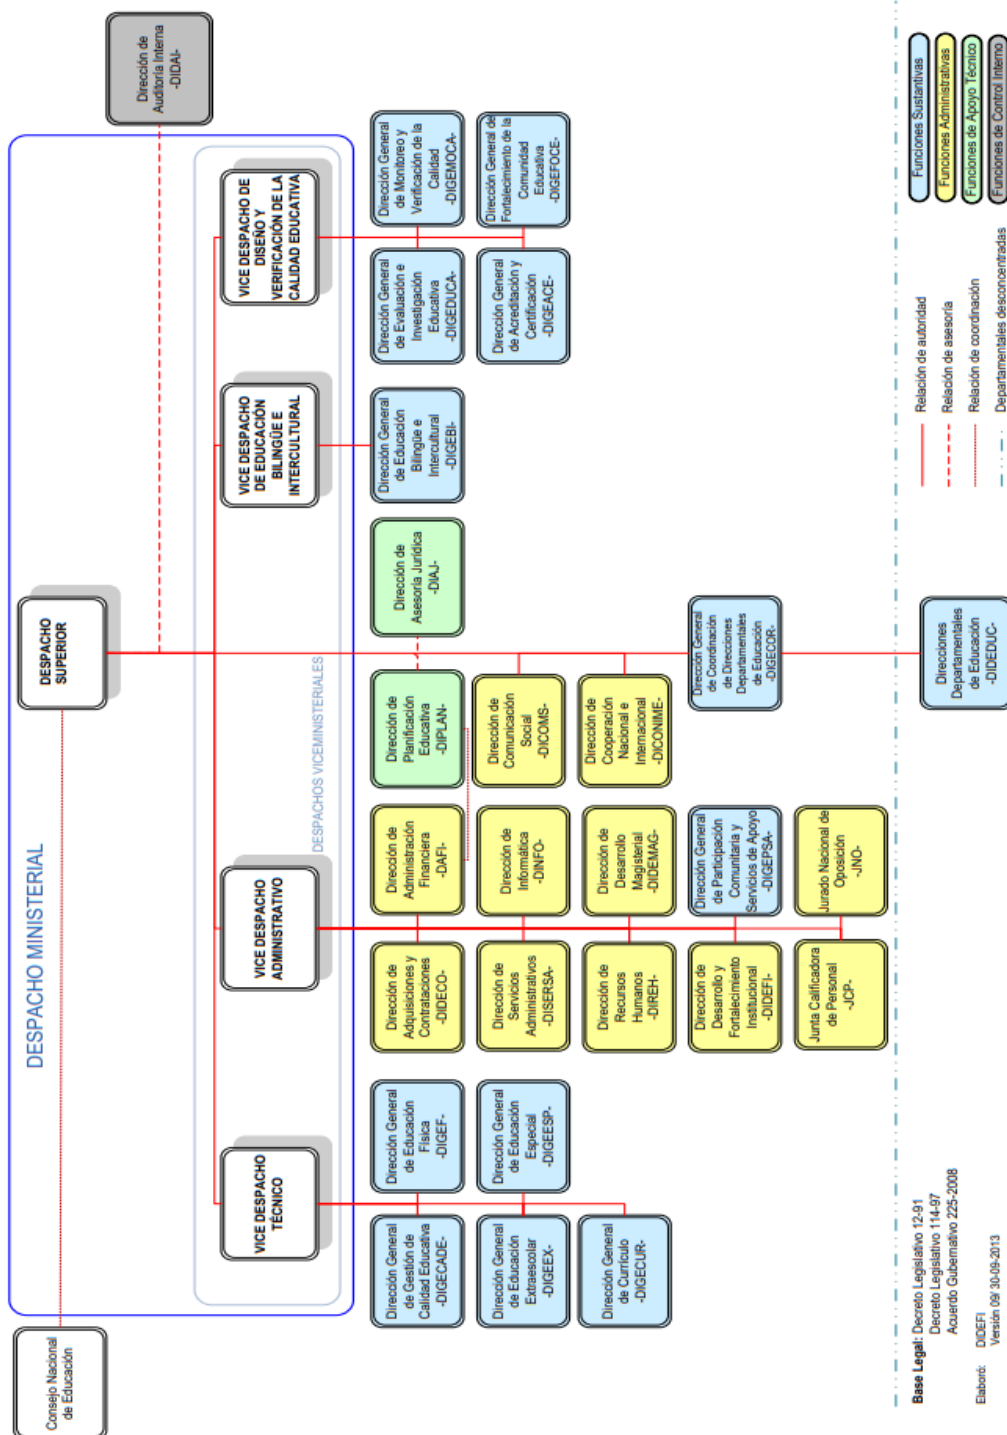 DESPACHO MINISTERIAL
Consejo Nacional
de Educación
DESPACHO
SUPERIOR
Dirección de
Auditoria Interna
-DIDAI-
DESPACHOS VICEMINISTERIALES
VICE DESPACHO
TÉCNICO
VICE DESPACHO
ADMINISTRATIVO
VICE DESPACHO
DE EDUCACIÓN
BILINGÜE E
INTERCULTURAL
VICE DESPACHO DE
DISEÑO Y
VERIFICACIÓN DE LA
CALIDAD EDUCATIVA
Dirección General
de Gestión de
Calidad Educativa
-DIGECADE-
Dirección General
de Educación
Física
-DIGEF-
Dirección de
Adquisiciones y
Contrataciones
-DIDECO-
Dirección de
Administración
Financiera
-DAFI-
Dirección de
Planificación
Educativa
-DIPLAN-
Dirección de
Asesoría Jurídica
-DIAJ-
Dirección General
de Educación
Bilingüe e
Intercultural
-DIGEBI-
Dirección General
de Evaluación e
Investigación
Educativa
-DIGEDUCA-
Dirección General
de Monitoreo y
Verificación de la
Calidad
-DIGEMOCA-
Dirección General
de Educación
Extraescolar
-DIGEEX-
Dirección General
de Educación
Especial
-DIGEESP-
Dirección de
Servicios
Administrativos
-DISERSA-
Dirección de
Informática
-DINFO-
Dirección de
Comunicación
Social
-DICOMS-
Dirección General
de Acreditación y
Certificación
-DIGEACE-
Dirección General de
Fortalecimiento de la
Comunidad
Educativa
-DIGEFOCE-
Dirección General
de Currículo
-DIGECUR-
Dirección de
Recursos
Humanos
-DIREH-
Dirección de
Desarrollo
Magisterial
-DIDEMAG-
Dirección de
Cooperación
Nacional e
Internacional
-DICONIME-
Dirección de
Desarrollo y
Fortalecimiento
Institucional
-DIDEFI-
Dirección General
de Participación
Comunitaria y
Servicios de Apoyo
-DIGEPSA-
Dirección General
de Coordinación
de Direcciones
Departamentales
de Educación
-DIGECOR-
Junta Calificadora
de Personal
-JCP-
Jurado Nacional de
Oposición
-JNO-
Direcciones
Departamentales
de Educación
-DIDEDUC-
Base Legal: Decreto Legislativo 12-91
Decreto Legislativo 114-97
Acuerdo Gubernativo 225-2008
Elaboró: DIDEFI
Versión 09/ 30-09-2013
Relación de autoridad
Relación de asesoría
Relación de coordinación
Departamentales desconcentradas
Funciones Sustantivas
Funciones Administrativas
Funciones de Apoyo Técnico
Funciones de Control Interno